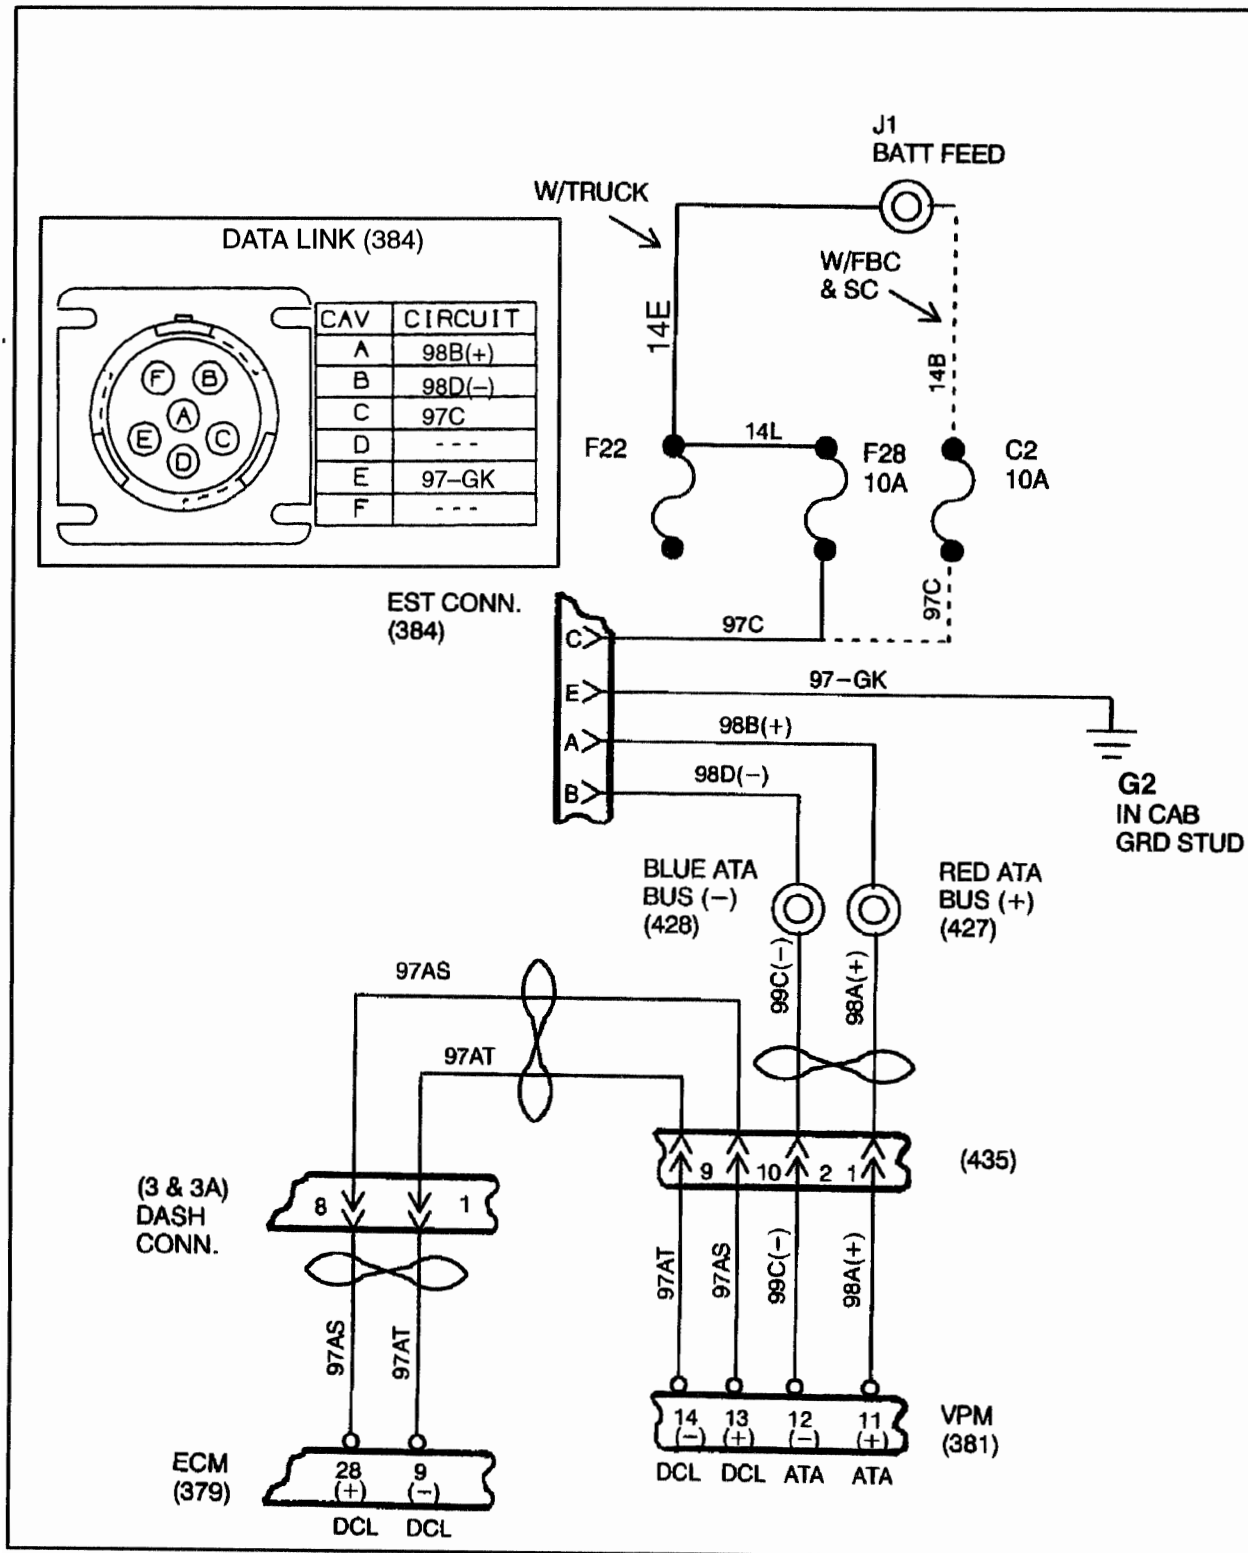 J1
BATT FEED
W/TRUCK
W/FBC
& SC
14E
14B
DATA LINK (384)
CAV CIRCUIT
A 98B(+)
B 98D(−)
C 97C
D ---
E 97-GK
F ---
F B
A
E C
D
F22
14L
F28
10A
C2
10A
EST CONN.
(384)
C
97C
97C
E
97-GK
A
98B(+)
B
98D(−)
G2
IN CAB
GRD STUD
BLUE ATA
BUS (−)
(428)
RED ATA
BUS (+)
(427)
99C(−)
98A(+)
97AS
97AT
9 10 2 1
(435)
(3 & 3A)
DASH
CONN.
8 1
97AT
97AS
99C(−)
98A(+)
97AS
97AT
14 13 12 11
(−) (+) (−) (+)
DCL DCL ATA ATA
VPM
(381)
ECM
(379)
28 9
(+) (−)
DCL DCL